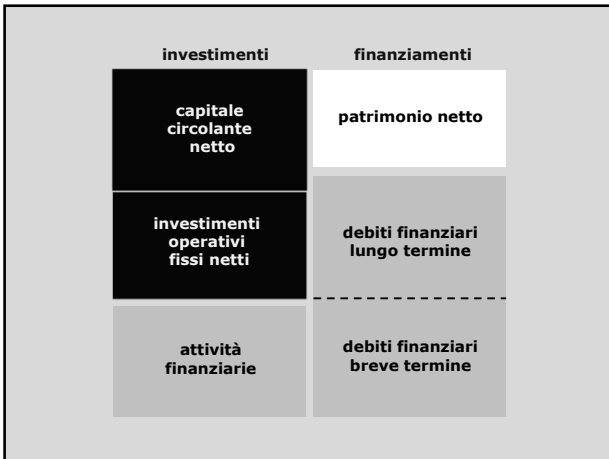 investimenti
finanziamenti
capitale
circolante
netto
patrimonio netto
investimenti
operativi
fissi netti
debiti finanziari
lungo termine
attività
finanziarie
debiti finanziari
breve termine